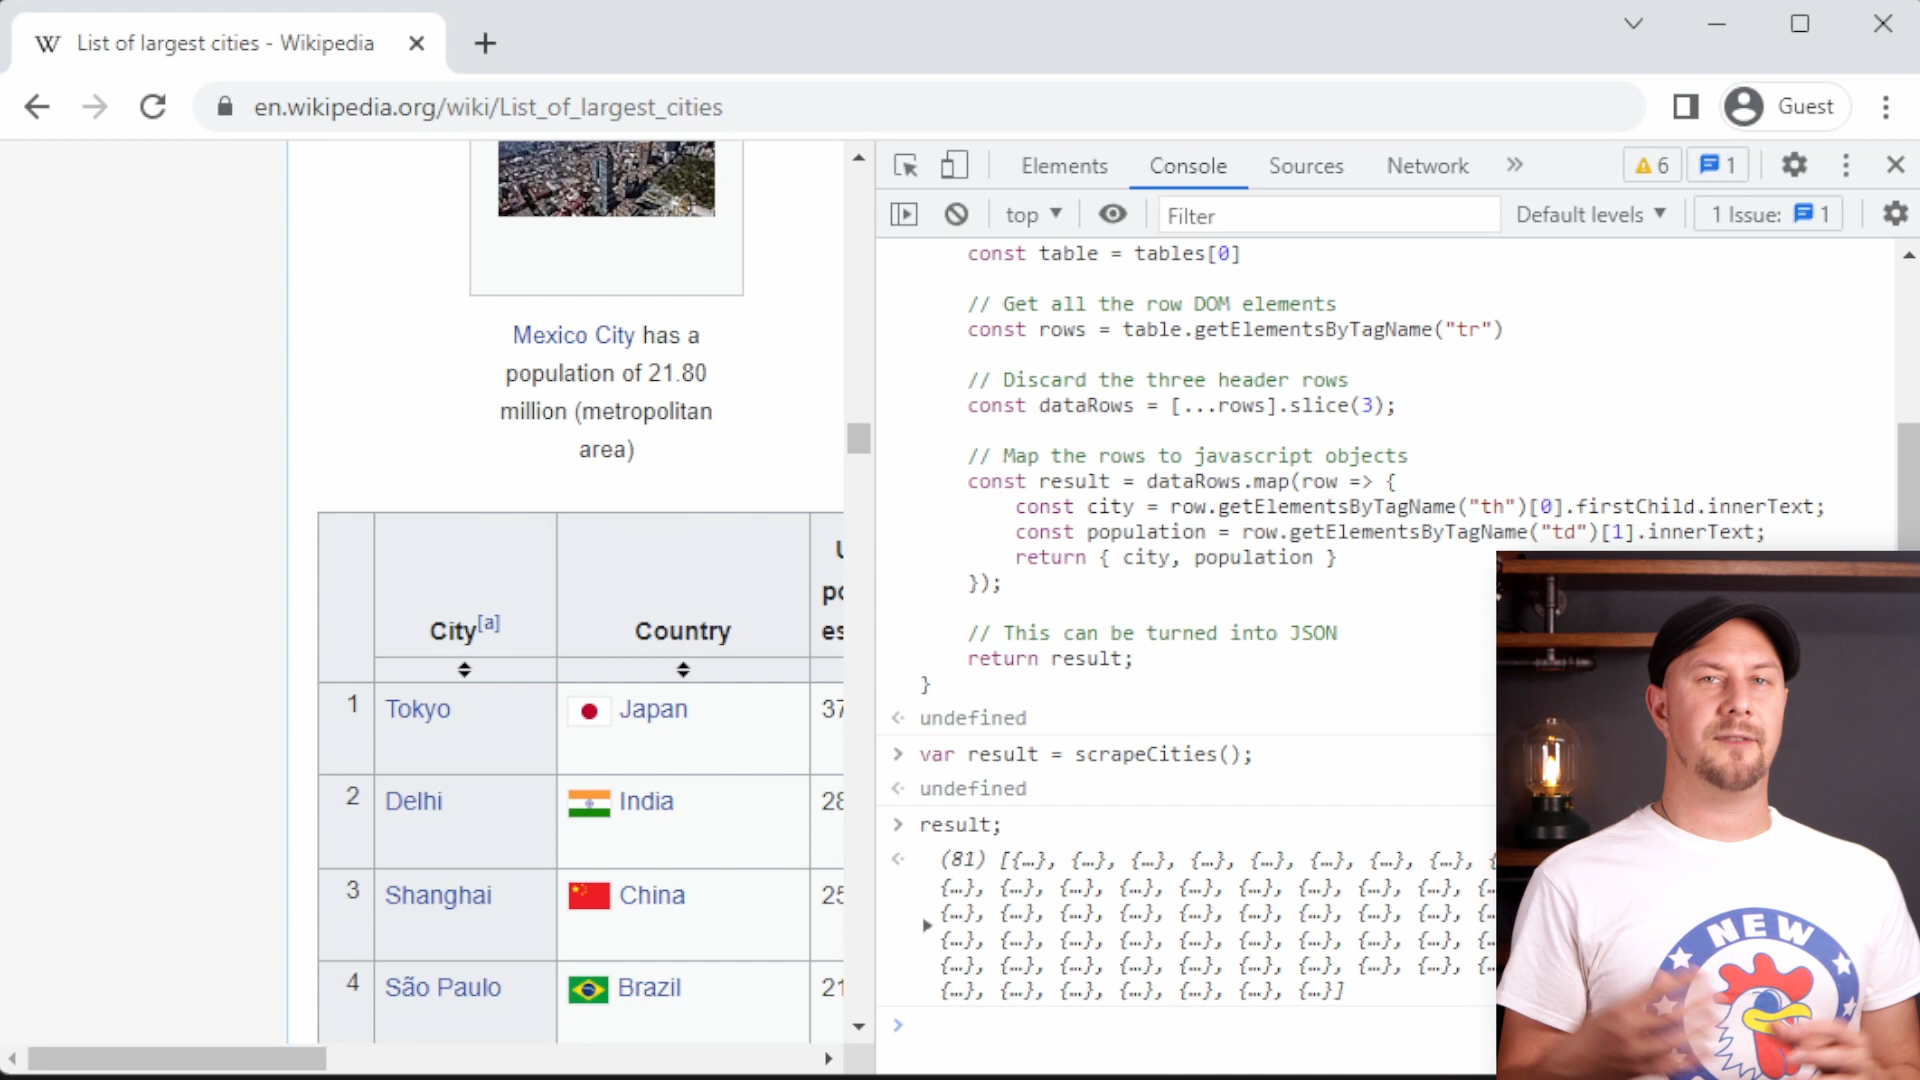 List of largest cities - Wikipedia
en.wikipedia.org/wiki/List_of_largest_cities
Guest
Mexico City has a
population of 21.80
million (metropolitan
area)
City[a]
Country
1
Tokyo
Japan
37
2
Delhi
India
28
3
Shanghai
China
25
4
São Paulo
Brazil
21
Elements
Console
Sources
Network
6
1
top
Filter
Default levels
1 Issue:
1
const table = tables[0]
// Get all the row DOM elements
const rows = table.getElementsByTagName("tr")
// Discard the three header rows
const dataRows = [...rows].slice(3);
// Map the rows to javascript objects
const result = dataRows.map(row => {
const city = row.getElementsByTagName("th")[0].firstChild.innerText;
const population = row.getElementsByTagName("td")[1].innerText;
return { city, population }
});
// This can be turned into JSON
return result;
}
undefined
> var result = scrapeCities();
undefined
> result;
(81) [{…}, {…}, {…}, {…}, {…}, {…}, {…}, {…},
{…}, {…}, {…}, {…}, {…}, {…}, {…}, {…}, {…},
{…}, {…}, {…}, {…}, {…}, {…}, {…}, {…}, {…},
{…}, {…}, {…}, {…}, {…}, {…}, {…}, {…}, {…},
{…}, {…}, {…}, {…}, {…}, {…}, {…}, {…}, {…},
{…}, {…}, {…}, {…}, {…}, {…}, {…}]
>
NEW